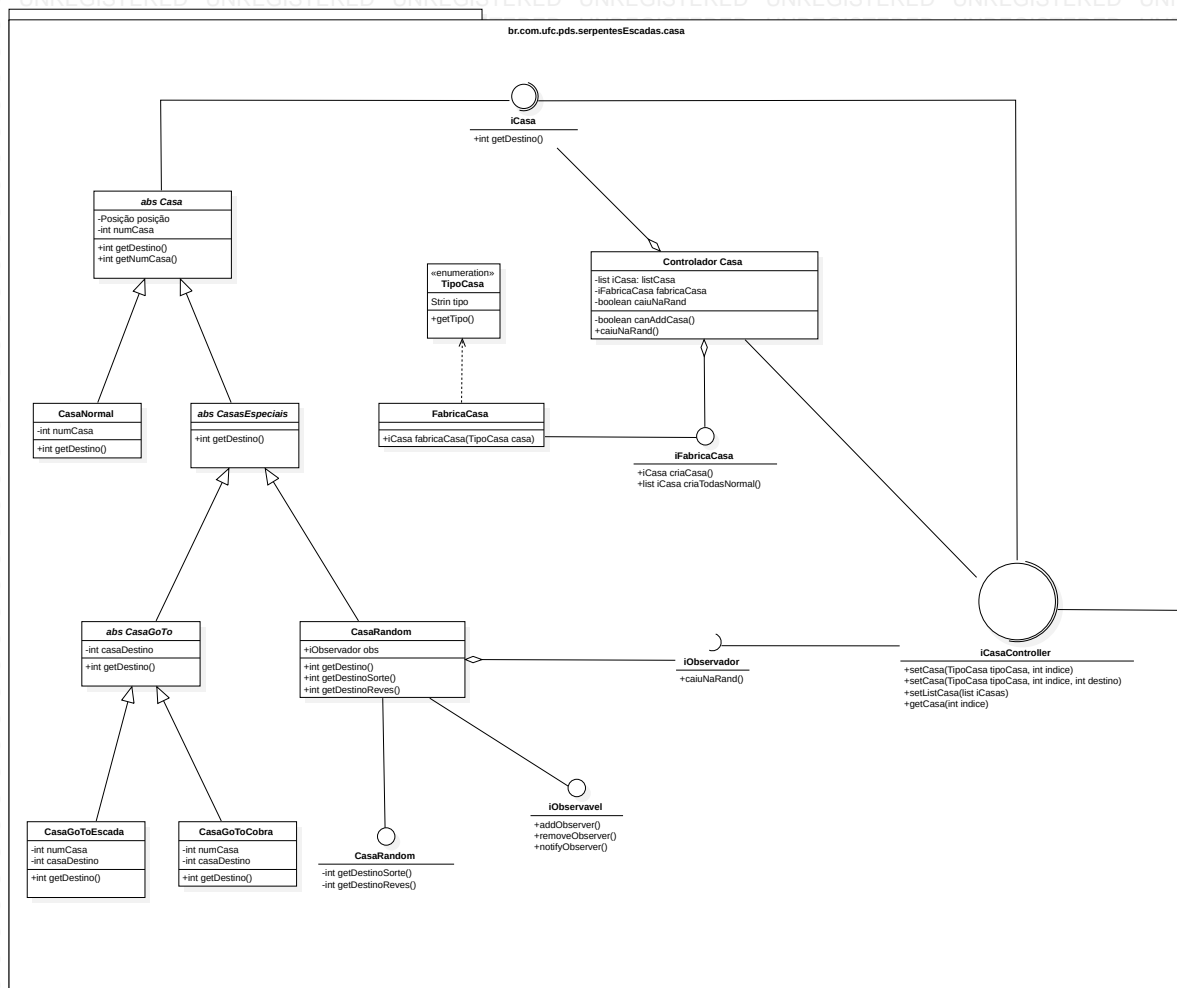 UNREGISTERED UNREGISTERED UNREGISTERED UNREGISTERED UNREGISTERED UNREGISTERED
br.com.ufc.pds.serpentesEscadas.casa
iCasa
+int getDestino()
abs Casa
-Posição posição
-int numCasa
+int getDestino()
+int getNumCasa()
Controlador Casa
-list iCasa: listCasa
-iFabricaCasa fabricaCasa
-boolean caiuNaRand
-boolean canAddCasa()
+caiuNaRand()
«enumeration»
TipoCasa
Strin tipo
+getTipo()
CasaNormal
-int numCasa
+int getDestino()
abs CasasEspeciais
+int getDestino()
FabricaCasa
+iCasa fabricaCasa(TipoCasa casa)
iFabricaCasa
+iCasa criaCasa()
+list iCasa criaTodasNormal()
abs CasaGoTo
-int casaDestino
+int getDestino()
CasaRandom
+iObservador obs
+int getDestino()
+int getDestinoSorte()
+int getDestinoReves()
iObservador
+caiuNaRand()
iCasaController
+setCasa(TipoCasa tipoCasa, int indice)
+setCasa(TipoCasa tipoCasa, int indice, int destino)
+setListCasa(list iCasas)
+getCasa(int indice)
iObservavel
+addObserver()
+removeObserver()
+notifyObserver()
CasaGoToEscada
-int numCasa
-int casaDestino
+int getDestino()
CasaGoToCobra
-int numCasa
-int casaDestino
+int getDestino()
CasaRandom
-int getDestinoSorte()
-int getDestinoReves()